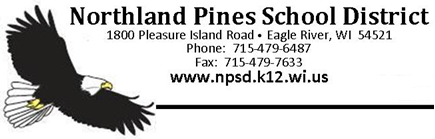 Northland Pines School District
1800 Pleasure Island Road • Eagle River, WI 54521
Phone: 715-479-6487
Fax: 715-479-7633
www.npsd.k12.wi.us